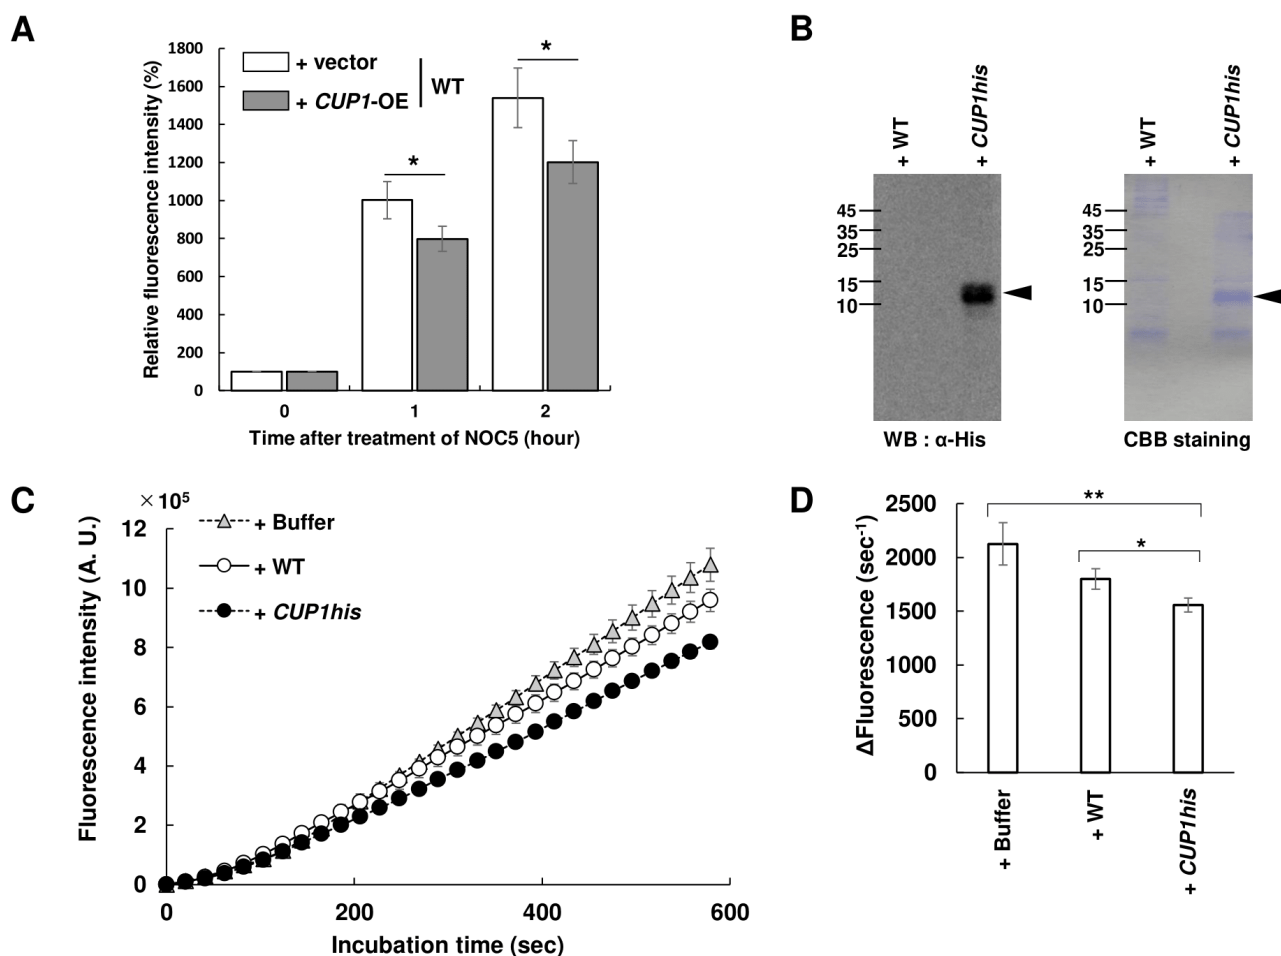 A
1800
1600
1400
1200
1000
800
600
400
200
0
Relative fluorescence intensity (%)
+ vector
+ CUP1-OE
WT
*
*
0
1
2
Time after treatment of NOC5 (hour)
B
+ WT
+ CUP1his
45
35
25
15
10
WB : α-His
+ WT
+ CUP1his
45
35
25
15
10
CBB staining
C
×10⁵
12
10
8
6
4
2
0
Fluorescence intensity (A. U.)
+ Buffer
+ WT
+ CUP1his
0
200
400
600
Incubation time (sec)
D
2500
2000
1500
1000
500
0
ΔFluorescence (sec⁻¹)
**
*
+ Buffer
+ WT
+ CUP1his